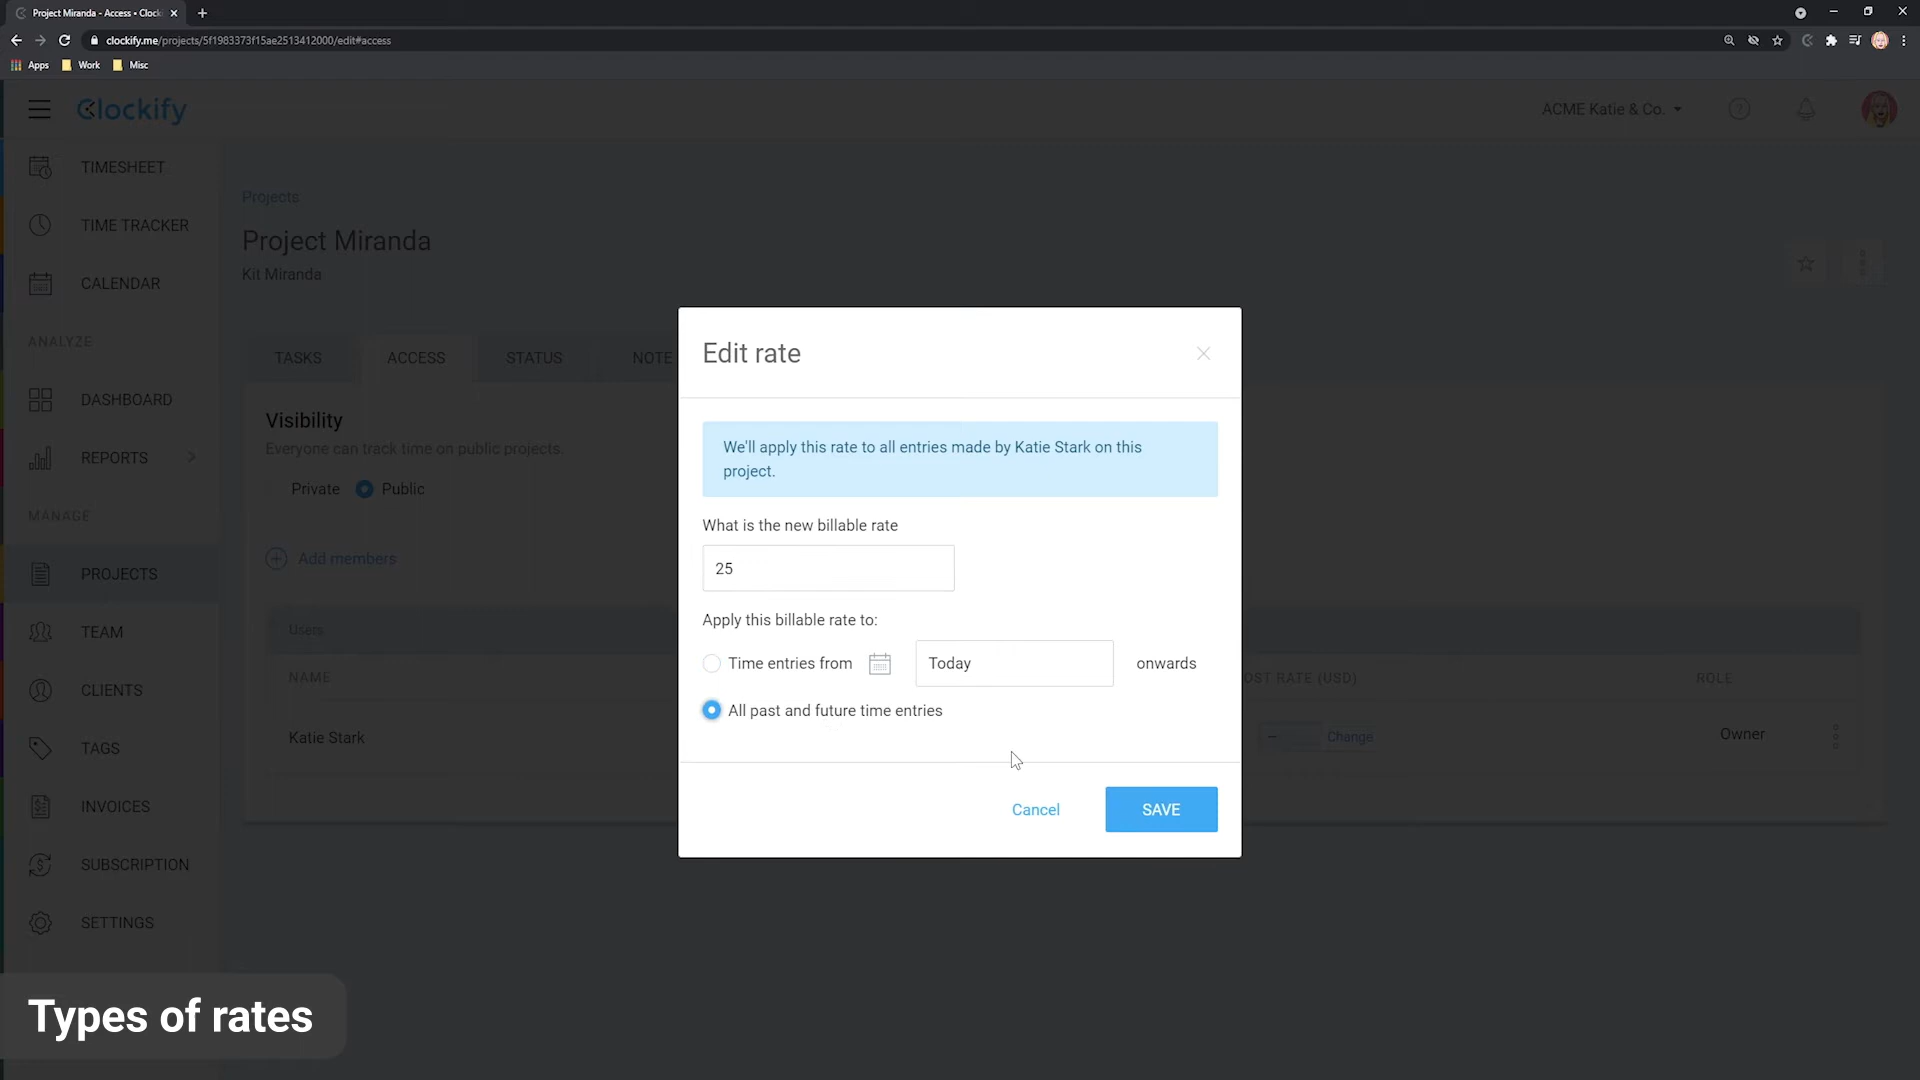 Project Miranda - Access • Clocki
clockify.me/projects/5f1983373f15ae2513412000/edit#access
Apps
Work
Misc
Clockify
ACME Katie & Co.
TIMESHEET
TIME TRACKER
CALENDAR
ANALYZE
DASHBOARD
REPORTS
MANAGE
PROJECTS
TEAM
CLIENTS
TAGS
INVOICES
SUBSCRIPTION
SETTINGS
Projects
Project Miranda
Kit Miranda
TASKS
ACCESS
STATUS
NOTE
Visibility
Everyone can track time on public projects.
Private
Public
Add members
Users
NAME
OST RATE (USD)
ROLE
Katie Stark
–
Change
Owner
Edit rate
We'll apply this rate to all entries made by Katie Stark on this
project.
What is the new billable rate
25
Apply this billable rate to:
Time entries from
Today
onwards
All past and future time entries
Cancel
SAVE
Types of rates